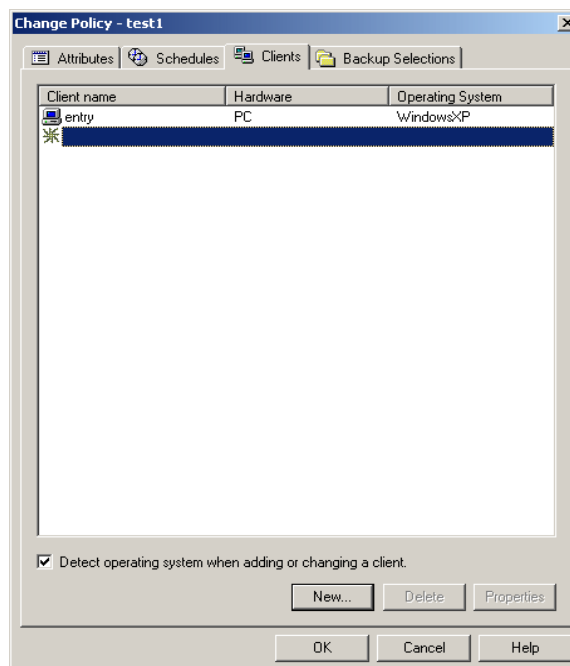 Change Policy - test1
Attributes Schedules Clients Backup Selections
Client name Hardware Operating System
entry PC WindowsXP
Detect operating system when adding or changing a client.
New... Delete Properties
OK Cancel Help